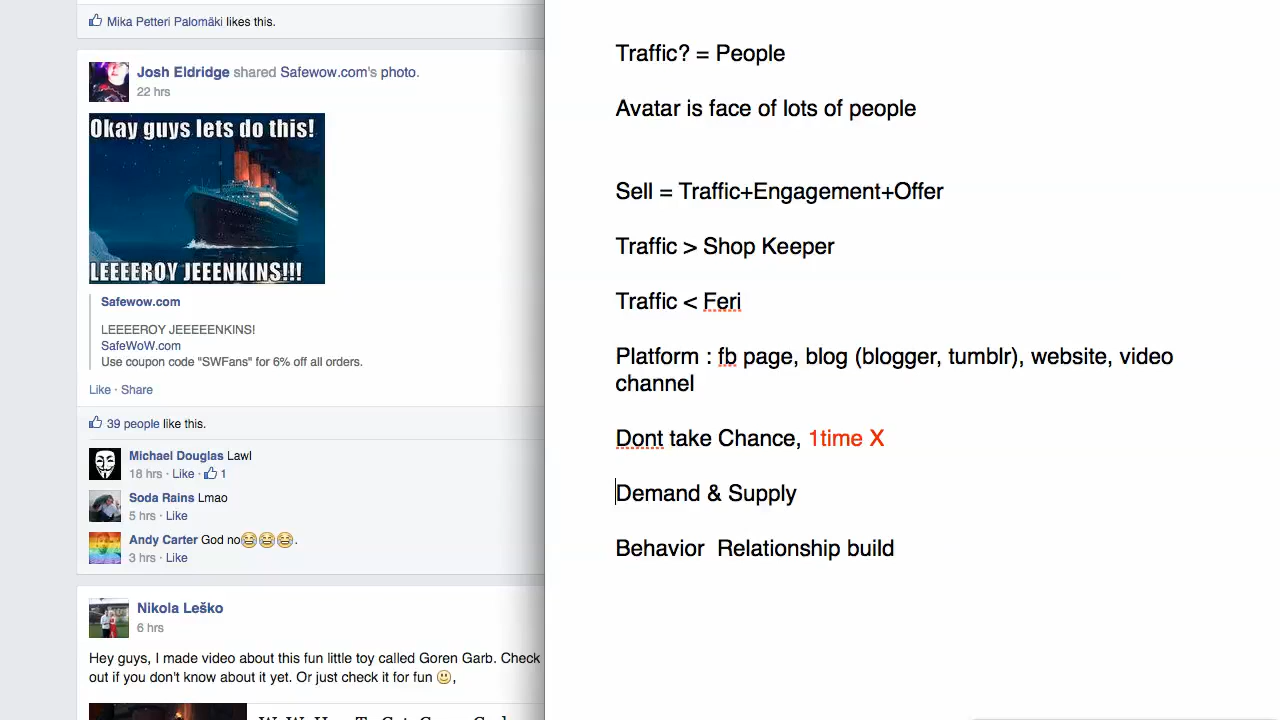 Mika Petteri Palomäki likes this.
Josh Eldridge shared Safewow.com's photo.
22 hrs
Okay guys lets do this!
LEEEEROY JEEENKINS!!!
Safewow.com
LEEEEROY JEEEEENKINS!
SafeWoW.com
Use coupon code "SWFans" for 6% off all orders.
Like · Share
39 people like this.
Michael Douglas Lawl
18 hrs · Like · 1
Soda Rains Lmao
5 hrs · Like
Andy Carter God no😂😂😂.
3 hrs · Like
Nikola Leško
6 hrs
Hey guys, I made video about this fun little toy called Goren Garb. Check
out if you don't know about it yet. Or just check it for fun 😃,
Traffic? = People
Avatar is face of lots of people
Sell = Traffic+Engagement+Offer
Traffic > Shop Keeper
Traffic < Feri
Platform : fb page, blog (blogger, tumblr), website, video
channel
Dont take Chance, 1time X
Demand & Supply
Behavior  Relationship build